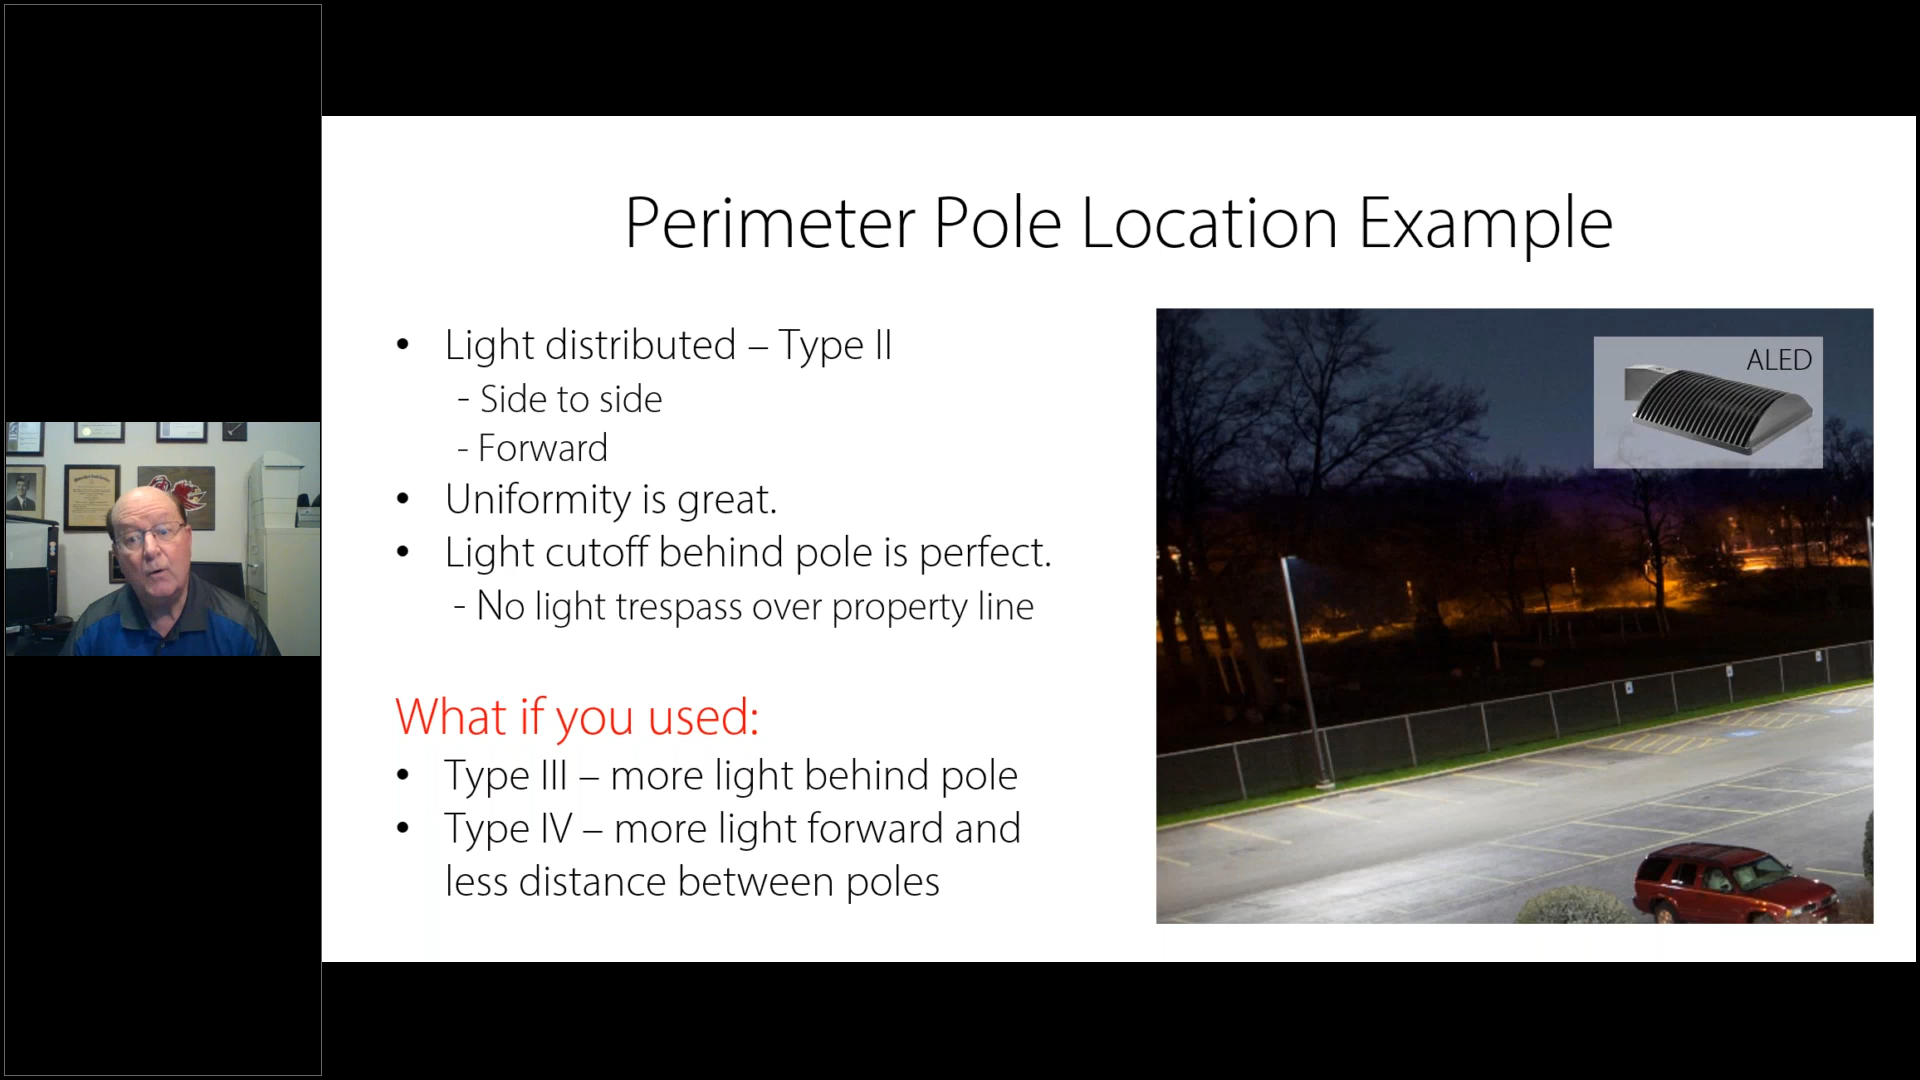 Perimeter Pole Location Example
• Light distributed – Type II
- Side to side
- Forward
• Uniformity is great.
• Light cutoff behind pole is perfect.
- No light trespass over property line
What if you used:
• Type III – more light behind pole
• Type IV – more light forward and
less distance between poles
ALED